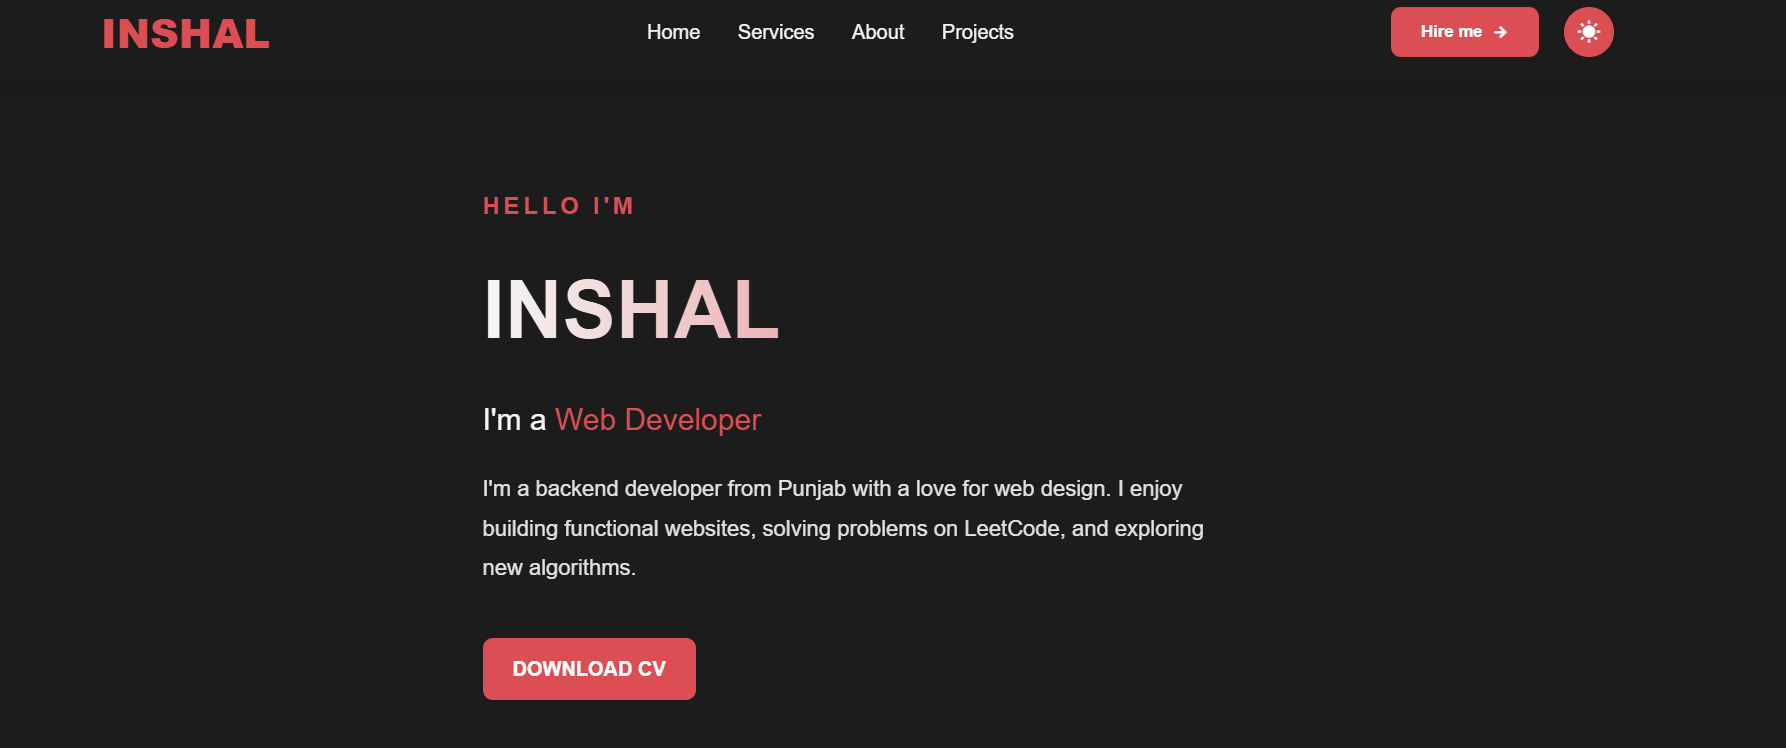 INSHAL
Home Services About Projects
Hire me →
HELLO I'M
INSHAL
I'm a Web Developer
I'm a backend developer from Punjab with a love for web design. I enjoy
building functional websites, solving problems on LeetCode, and exploring
new algorithms.
DOWNLOAD CV